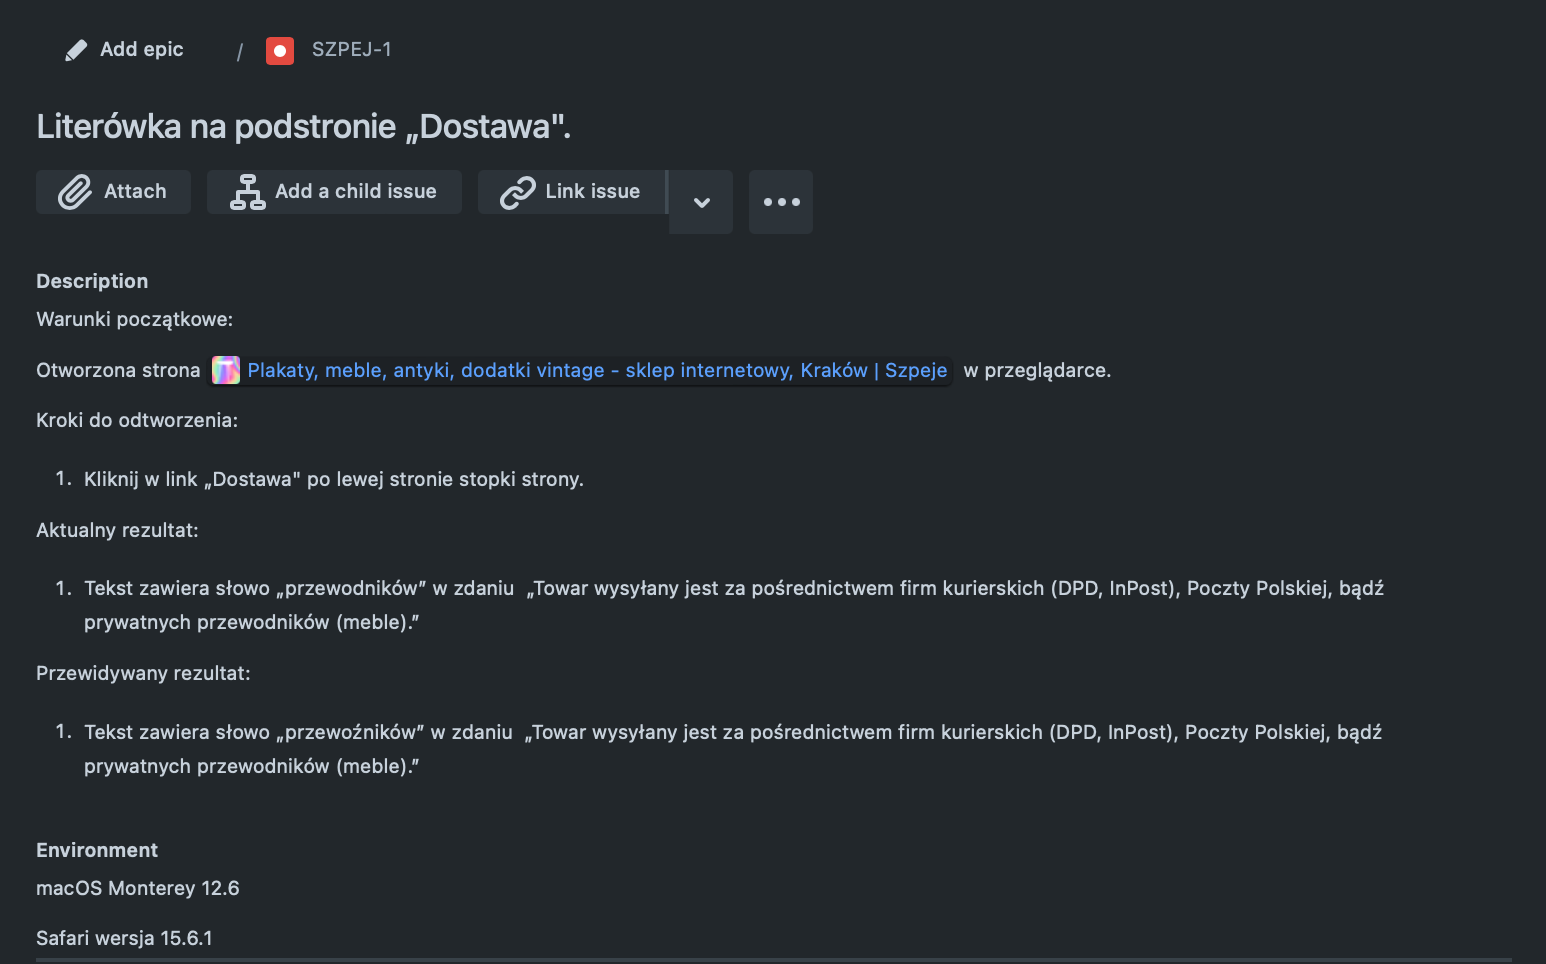 Add epic / SZPEJ-1
Literówka na podstronie „Dostawa".
Attach Add a child issue Link issue
Description
Warunki początkowe:
Otworzona strona Plakaty, meble, antyki, dodatki vintage - sklep internetowy, Kraków | Szpeje w przeglądarce.
Kroki do odtworzenia:
1. Kliknij w link „Dostawa" po lewej stronie stopki strony.
Aktualny rezultat:
1. Tekst zawiera słowo „przewodników” w zdaniu „Towar wysyłany jest za pośrednictwem firm kurierskich (DPD, InPost), Poczty Polskiej, bądź
prywatnych przewodników (meble).”
Przewidywany rezultat:
1. Tekst zawiera słowo „przewoźników” w zdaniu „Towar wysyłany jest za pośrednictwem firm kurierskich (DPD, InPost), Poczty Polskiej, bądź
prywatnych przewodników (meble).”
Environment
macOS Monterey 12.6
Safari wersja 15.6.1